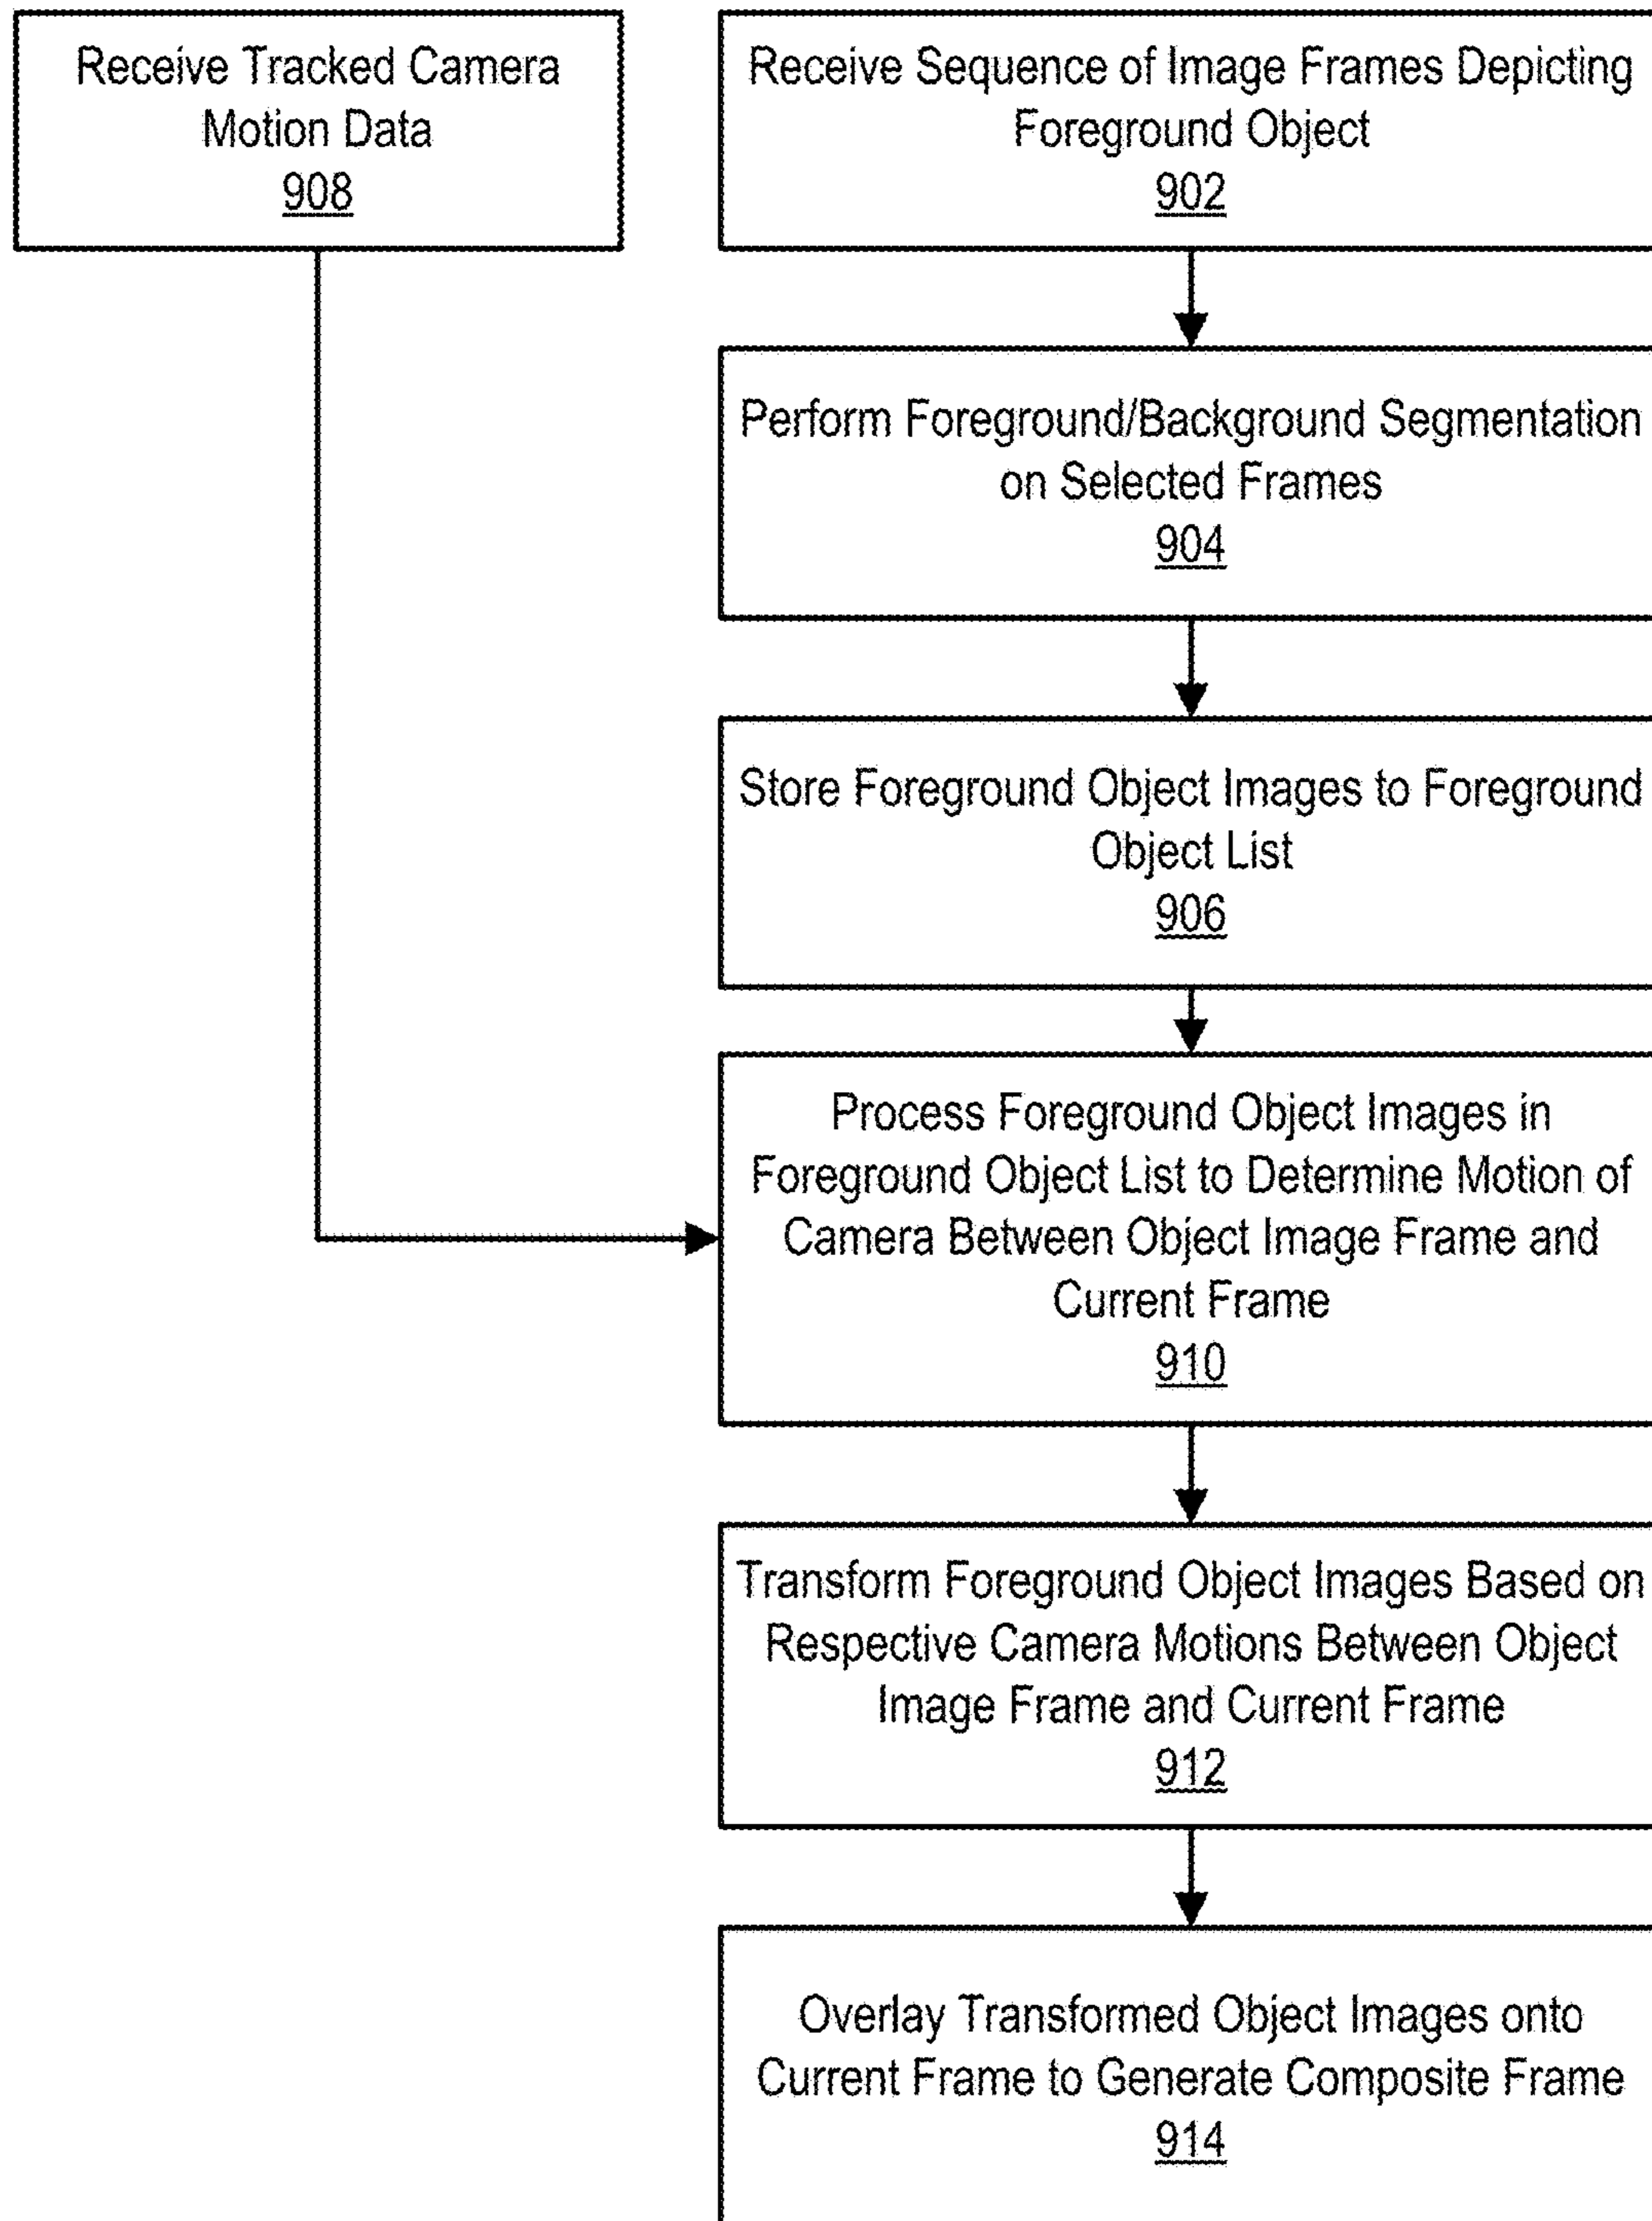 Receive Tracked Camera
Motion Data
908
Receive Sequence of Image Frames Depicting
Foreground Object
902
Perform Foreground/Background Segmentation
on Selected Frames
904
Store Foreground Object Images to Foreground
Object List
906
Process Foreground Object Images in
Foreground Object List to Determine Motion of
Camera Between Object Image Frame and
Current Frame
910
Transform Foreground Object Images Based on
Respective Camera Motions Between Object
Image Frame and Current Frame
912
Overlay Transformed Object Images onto
Current Frame to Generate Composite Frame
914